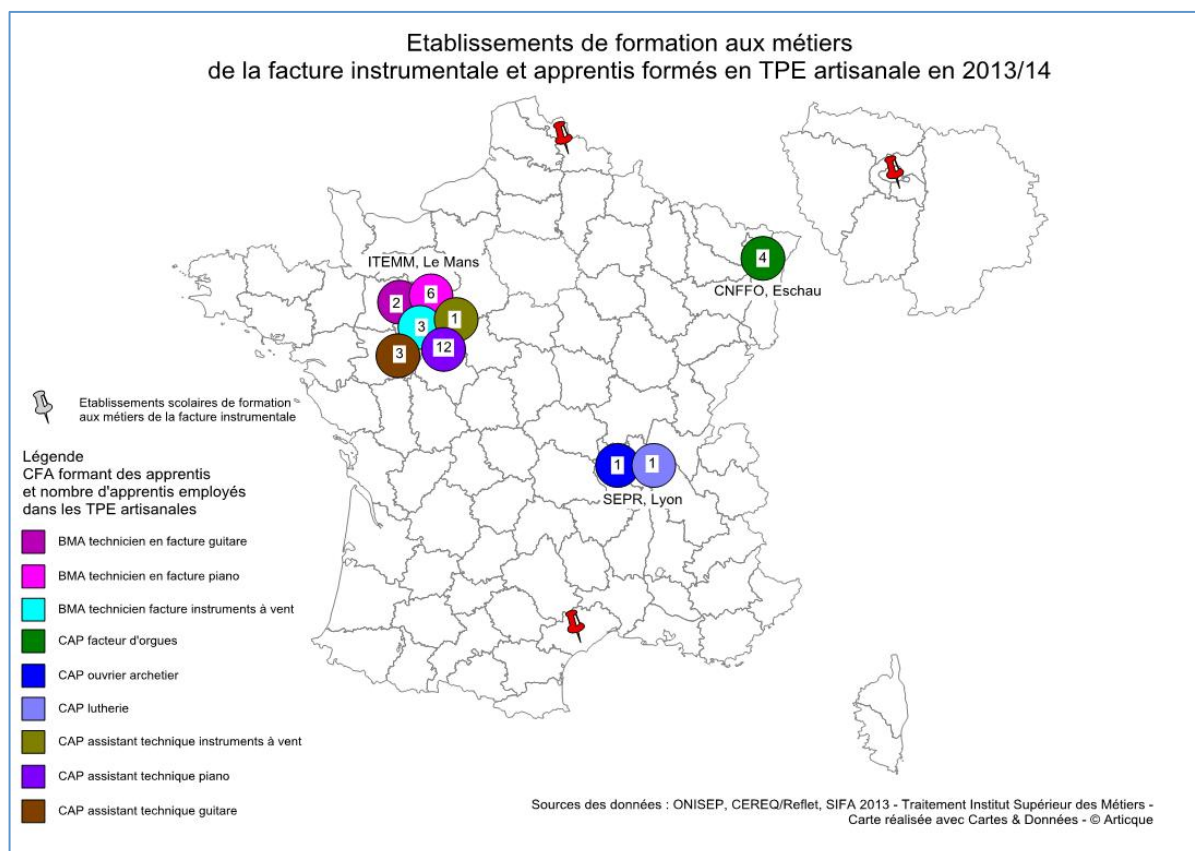 Etablissements de formation aux métiers
de la facture instrumentale et apprentis formés en TPE artisanale en 2013/14
ITEMM, Le Mans
2
6
3
1
3
12
4
CNFFO, Eschau
1
1
SEPR, Lyon
Etablissements scolaires de formation
aux métiers de la facture instrumentale
Légende
CFA formant des apprentis
et nombre d'apprentis employés
dans les TPE artisanales
BMA technicien en facture guitare
BMA technicien en facture piano
BMA technicien facture instruments à vent
CAP facteur d'orgues
CAP ouvrier archetier
CAP lutherie
CAP assistant technique instruments à vent
CAP assistant technique piano
CAP assistant technique guitare
Sources des données : ONISEP, CEREQ/Reflet, SIFA 2013 - Traitement Institut Supérieur des Métiers -
Carte réalisée avec Cartes & Données - © Articque